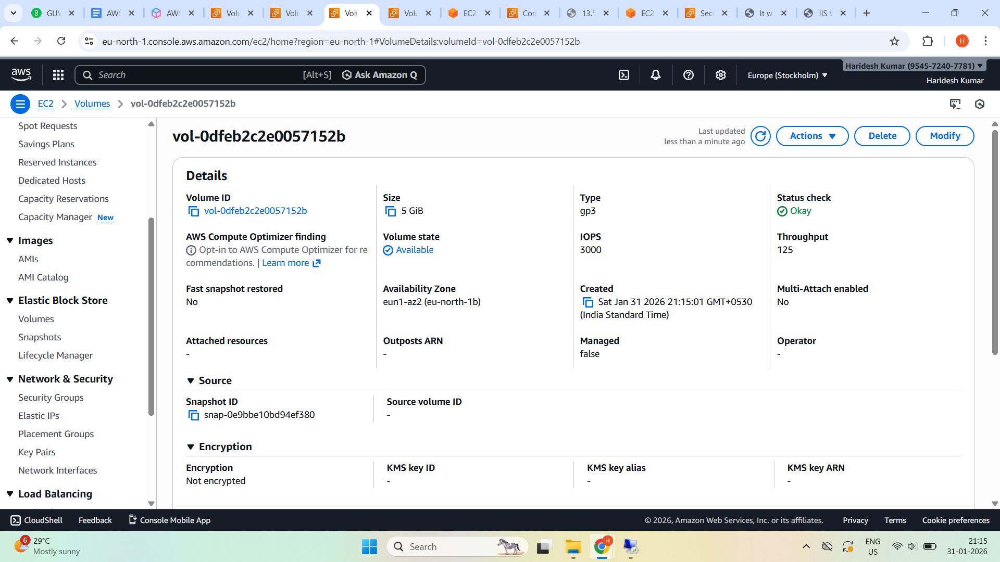 GUV
AWS
AWS
Volu
Volu
Volu
Volu
EC2
Con
13.5
EC2
Sec
It w
IIS V
eu-north-1.console.aws.amazon.com/ec2/home?region=eu-north-1#VolumeDetails:volumeId=vol-0dfeb2c2e0057152b
H
aws
Search
[Alt+S]
Ask Amazon Q
Europe (Stockholm)
Haridesh Kumar (9545-7240-7781)
Haridesh Kumar
EC2
Volumes
vol-0dfeb2c2e0057152b
Spot Requests
Savings Plans
Reserved Instances
Dedicated Hosts
Capacity Reservations
Capacity Manager New
Images
AMIs
AMI Catalog
Elastic Block Store
Volumes
Snapshots
Lifecycle Manager
Network & Security
Security Groups
Elastic IPs
Placement Groups
Key Pairs
Network Interfaces
Load Balancing
vol-0dfeb2c2e0057152b
Last updated
less than a minute ago
Actions
Delete
Modify
Details
Volume ID
vol-0dfeb2c2e0057152b
Size
5 GiB
Type
gp3
Status check
Okay
AWS Compute Optimizer finding
Opt-in to AWS Compute Optimizer for re
commendations. | Learn more
Volume state
Available
IOPS
3000
Throughput
125
Fast snapshot restored
No
Availability Zone
eun1-az2 (eu-north-1b)
Created
Sat Jan 31 2026 21:15:01 GMT+0530
(India Standard Time)
Multi-Attach enabled
No
Attached resources
-
Outposts ARN
-
Managed
false
Operator
-
Source
Snapshot ID
snap-0e9bbe10bd94ef380
Source volume ID
-
Encryption
Encryption
Not encrypted
KMS key ID
-
KMS key alias
-
KMS key ARN
-
CloudShell
Feedback
Console Mobile App
© 2026, Amazon Web Services, Inc. or its affiliates.
Privacy
Terms
Cookie preferences
6
29°C
Mostly sunny
Search
H
ENG
US
21:15
31-01-2026